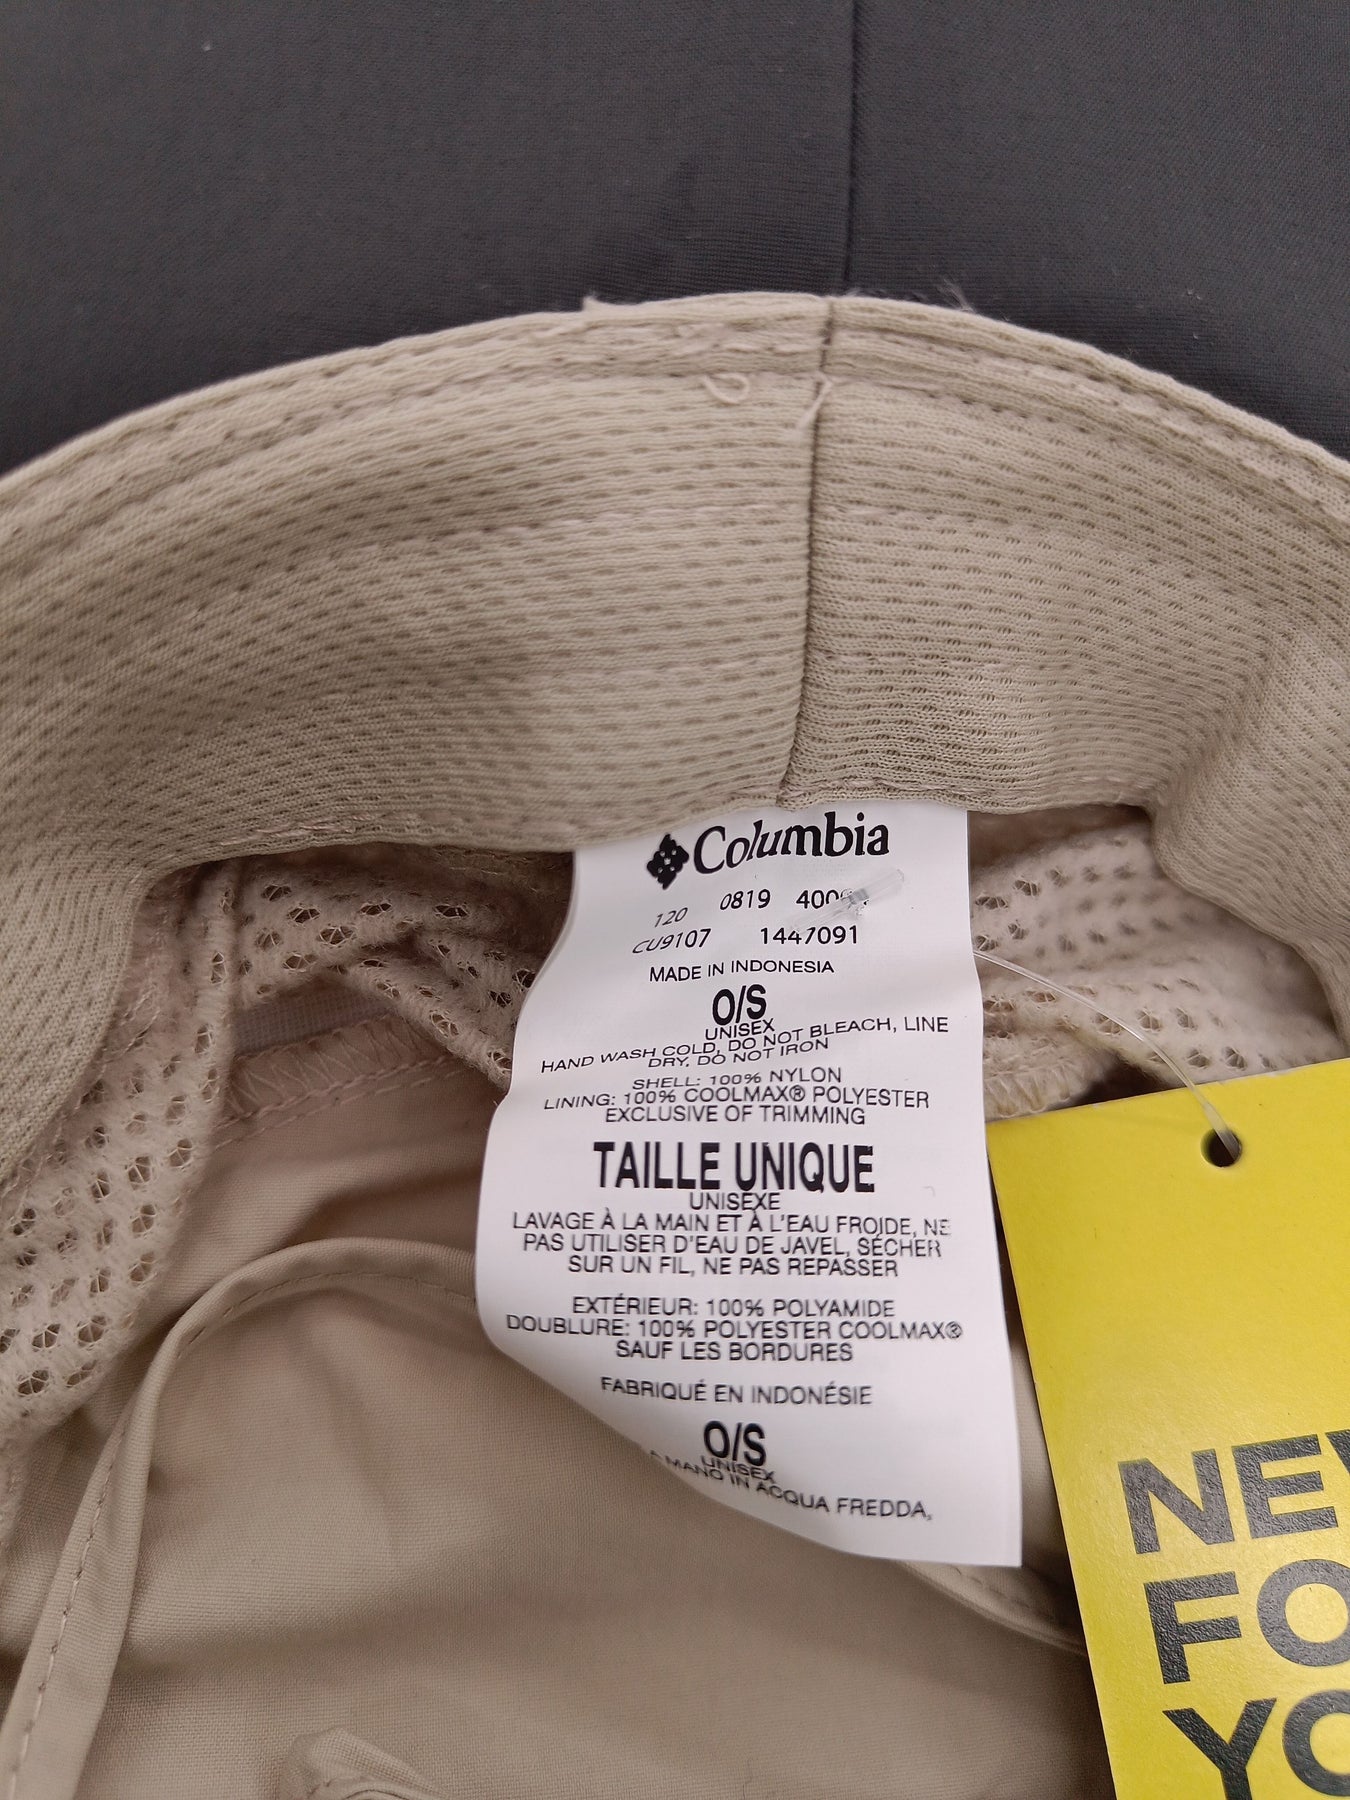 Columbia
120 0819
CU9107 1447091
MADE IN INDONESIA
O/S
UNISEX
HAND WASH COLD, DO NOT BLEACH, LINE
DRY, DO NOT IRON
SHELL: 100% NYLON
LINING: 100% COOLMAX® POLYESTER
EXCLUSIVE OF TRIMMING
TAILLE UNIQUE
UNISEXE
LAVAGE À LA MAIN ET À L'EAU FROIDE, NE
PAS UTILISER D'EAU DE JAVEL, SÉCHER
SUR UN FIL, NE PAS REPASSER
EXTÉRIEUR: 100% POLYAMIDE
DOUBLURE: 100% POLYESTER COOLMAX®
SAUF LES BORDURES
FABRIQUÉ EN INDONÉSIE
O/S
UNISEX
A MANO IN ACQUA FREDDA,
NE
FO
YO